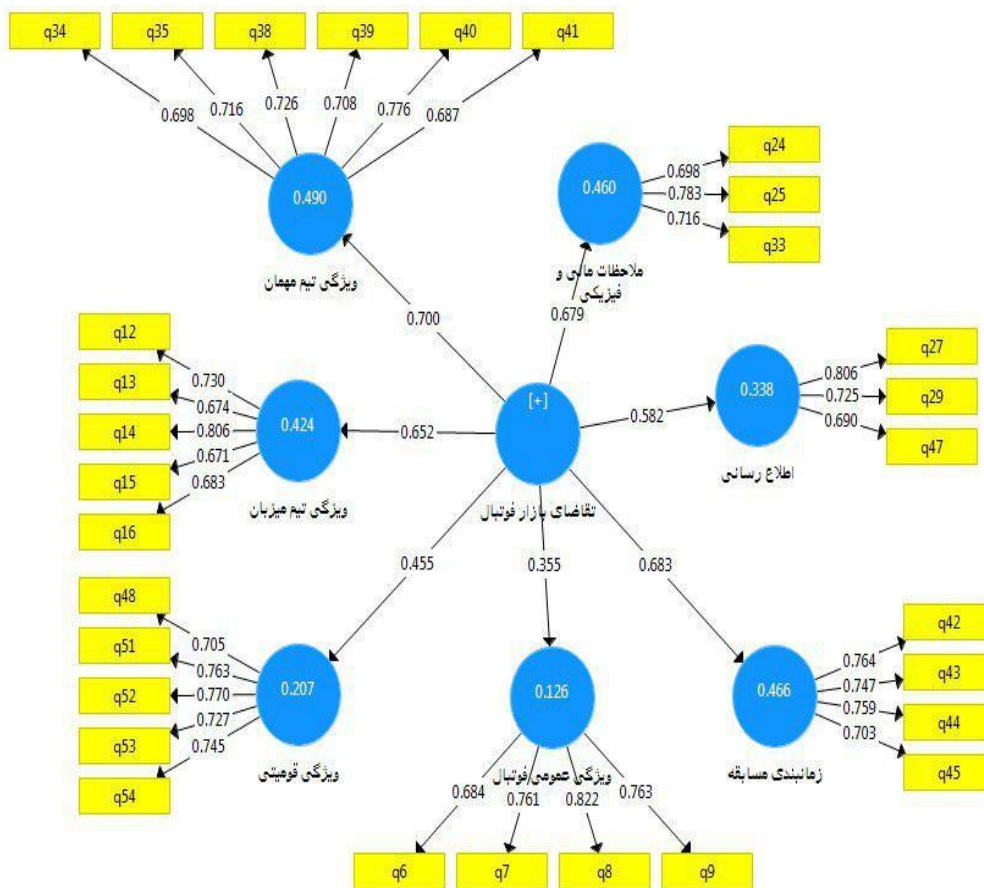 q34 q35 q38 q39 q40 q41
0.698 0.716 0.726 0.708 0.776 0.687
0.490
ویژگی تیم مهمان
0.700
q24
q25
q33
0.698
0.783
0.716
0.460
ملاحظات مالی و
فیزیکی
0.679
q12
q13
q14
q15
q16
0.730
0.674
0.806
0.671
0.683
0.424
ویژگی تیم میزبان
0.652
[+]
تقاضای بازار فوتبال
0.582
q27
q29
q47
0.806
0.725
0.690
0.338
اطلاع رسانی
0.455
0.355
0.683
q48
q51
q52
q53
q54
0.705
0.763
0.770
0.727
0.745
0.207
ویژگی قومیتی
0.126
ویژگی عمومی فوتبال
0.684 0.761 0.822 0.763
q6 q7 q8 q9
q42
q43
q44
q45
0.764
0.747
0.759
0.703
0.466
زمانبندی مسابقه